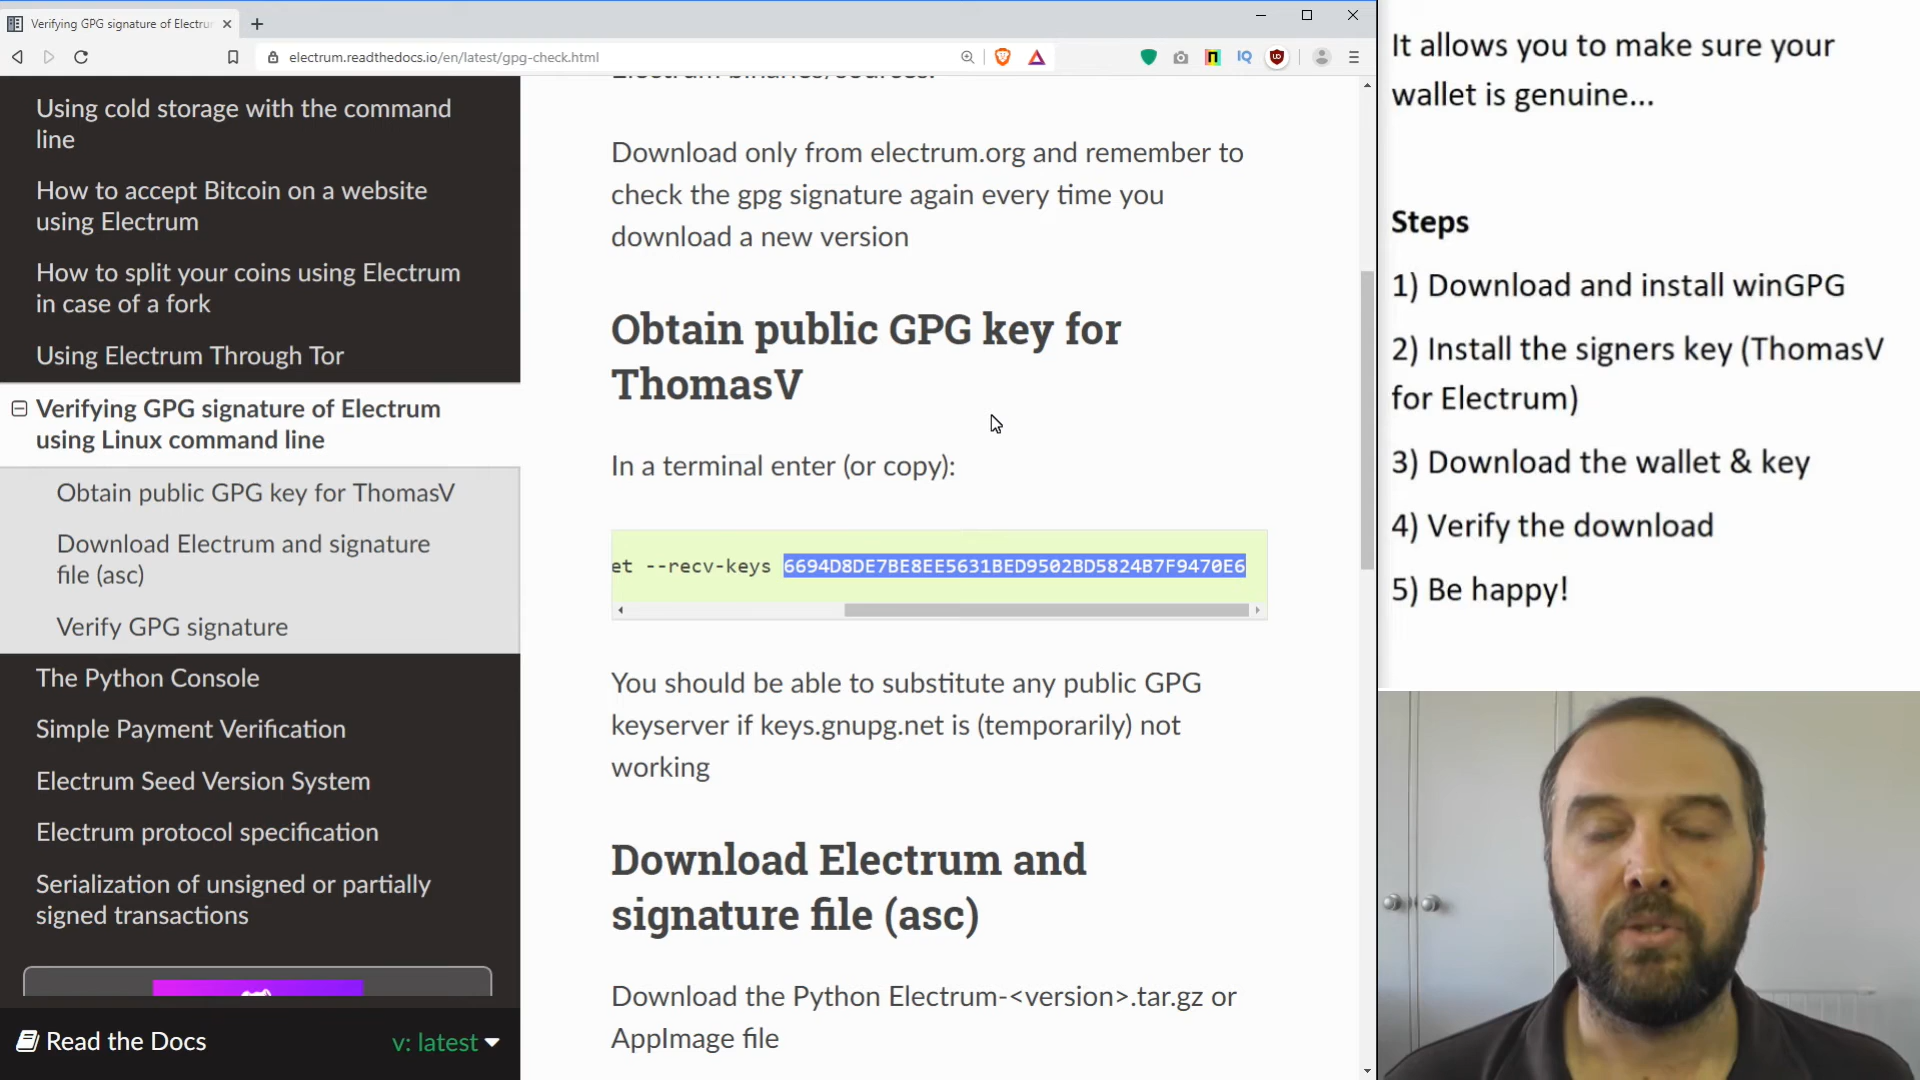 Verifying GPG signature of Electru
electrum.readthedocs.io/en/latest/gpg-check.html
IQ
Using cold storage with the command
line
How to accept Bitcoin on a website
using Electrum
How to split your coins using Electrum
in case of a fork
Using Electrum Through Tor
Verifying GPG signature of Electrum
using Linux command line
Obtain public GPG key for ThomasV
Download Electrum and signature
file (asc)
Verify GPG signature
The Python Console
Simple Payment Verification
Electrum Seed Version System
Electrum protocol specification
Serialization of unsigned or partially
signed transactions
Read the Docs
v: latest
Electrum binaries/sources.
Download only from electrum.org and remember to
check the gpg signature again every time you
download a new version
Obtain public GPG key for
ThomasV
In a terminal enter (or copy):
et --recv-keys 6694D8DE7BE8EE5631BED9502BD5824B7F9470E6
You should be able to substitute any public GPG
keyserver if keys.gnupg.net is (temporarily) not
working
Download Electrum and
signature file (asc)
Download the Python Electrum-<version>.tar.gz or
AppImage file
It allows you to make sure your
wallet is genuine...
Steps
1) Download and install winGPG
2) Install the signers key (ThomasV
for Electrum)
3) Download the wallet & key
4) Verify the download
5) Be happy!